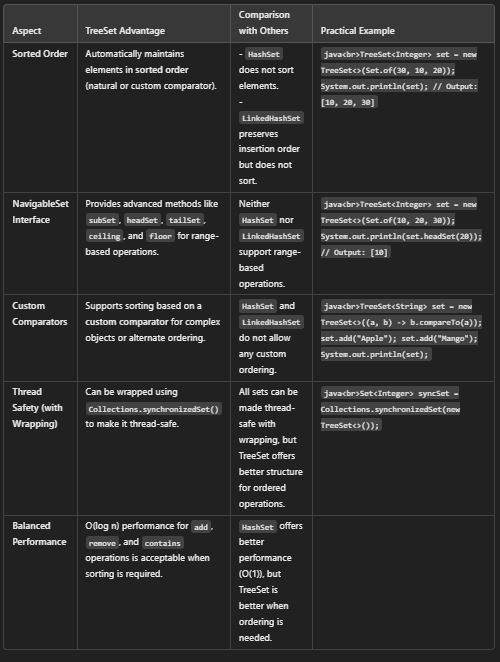 Aspect
TreeSet Advantage
Comparison
with Others
Practical Example
Sorted Order
Automatically maintains
elements in sorted order
(natural or custom comparator).
- HashSet
does not sort
elements.
-
LinkedHashSet
preserves
insertion order
but does not
sort.
java<br>TreeSet<Integer> set = new
TreeSet<>(Set.of(30, 10, 20));
System.out.println(set); // Output:
[10, 20, 30]
NavigableSet
Interface
Provides advanced methods like
subSet, headSet, tailSet,
ceiling, and floor for range-
based operations.
Neither
HashSet nor
LinkedHashSet
support range-
based
operations.
java<br>TreeSet<Integer> set = new
TreeSet<>(Set.of(10, 20, 30));
System.out.println(set.headSet(20));
// Output: [10]
Custom
Comparators
Supports sorting based on a
custom comparator for complex
objects or alternate ordering.
HashSet and
LinkedHashSet
do not allow
any custom
ordering.
java<br>TreeSet<String> set = new
TreeSet<>((a, b) -> b.compareTo(a));
set.add("Apple"); set.add("Mango");
System.out.println(set);
Thread
Safety (with
Wrapping)
Can be wrapped using
Collections.synchronizedSet()
to make it thread-safe.
All sets can be
made thread-
safe with
wrapping, but
TreeSet offers
better structure
for ordered
operations.
java<br>Set<Integer> syncSet =
Collections.synchronizedSet(new
TreeSet<>());
Balanced
Performance
O(log n) performance for add,
remove, and contains
operations is acceptable when
sorting is required.
HashSet offers
better
performance
(O(1)), but
TreeSet is
better when
ordering is
needed.